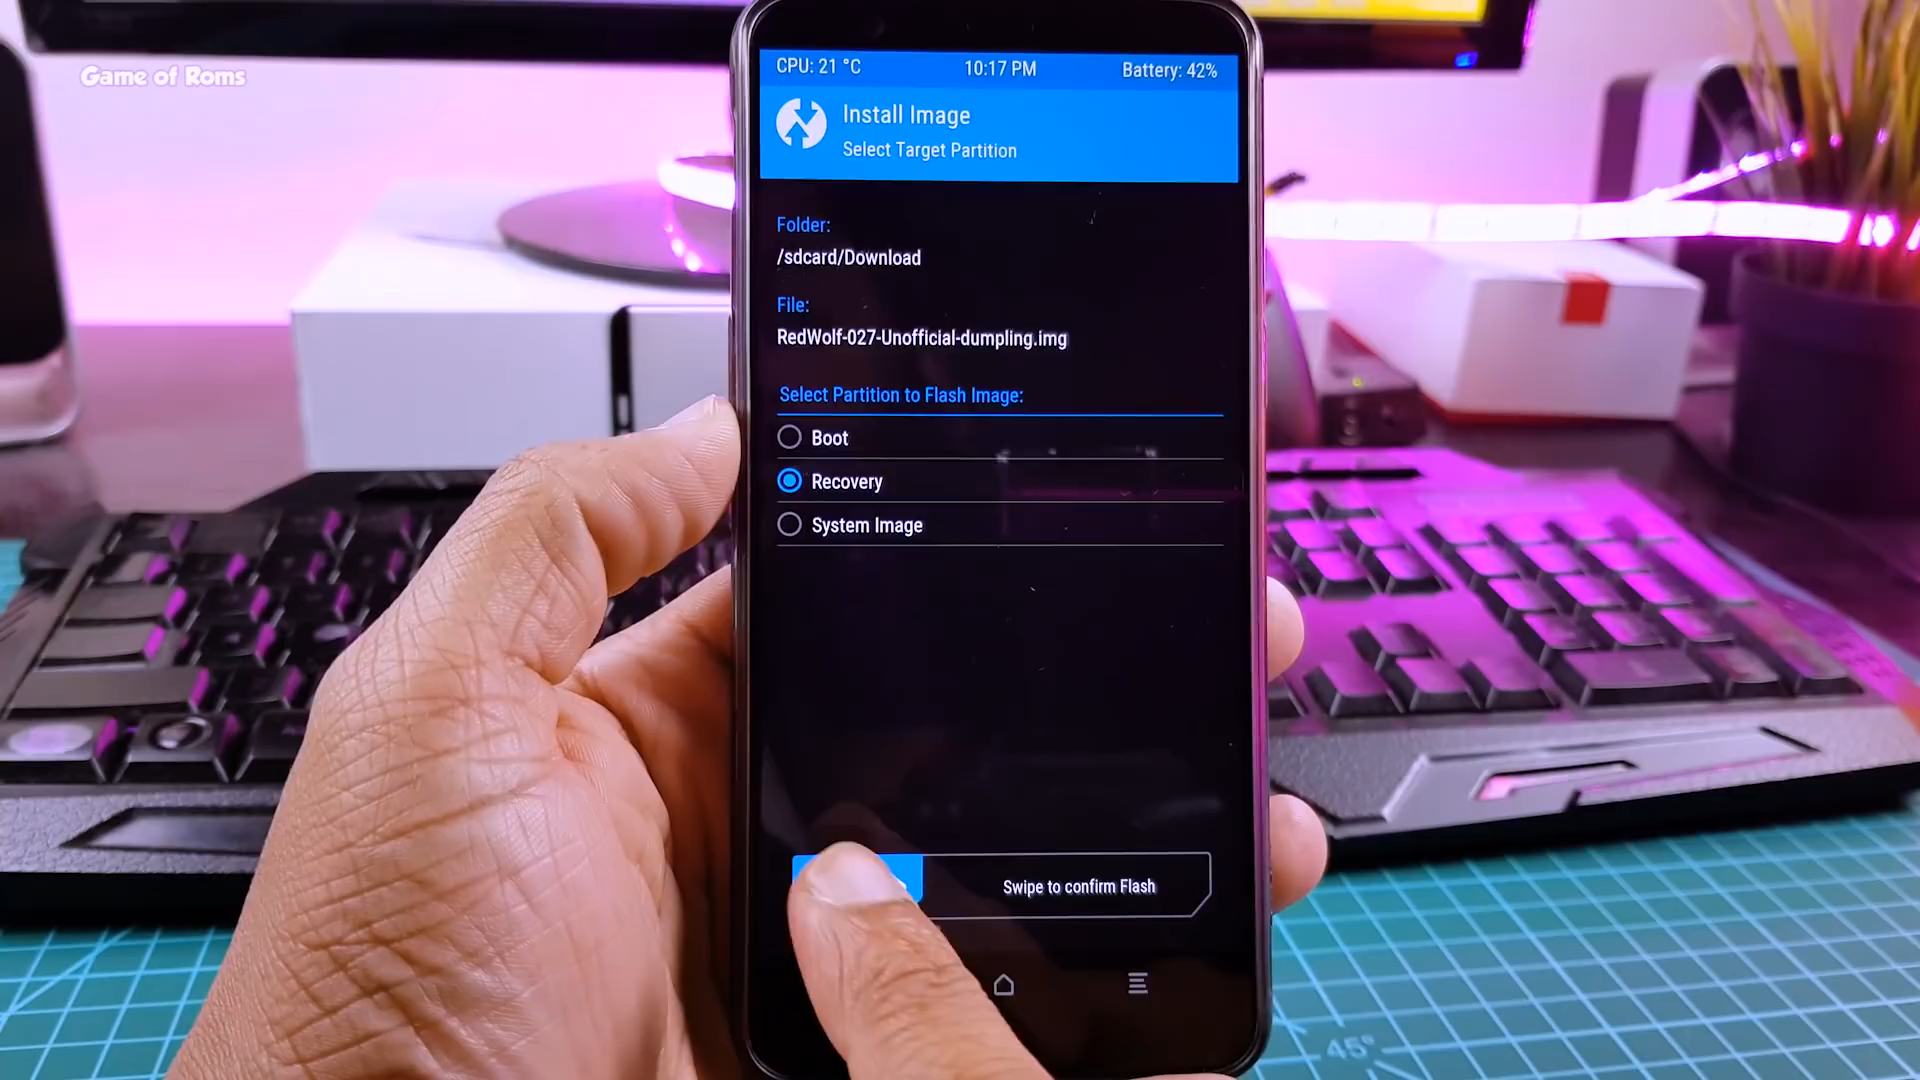 Game of Roms
CPU: 21 °C 10:17 PM Battery: 42%
Install Image
Select Target Partition
Folder:
/sdcard/Download
File:
RedWolf-027-Unofficial-dumpling.img
Select Partition to Flash Image:
Boot
Recovery
System Image
Swipe to confirm Flash
45°